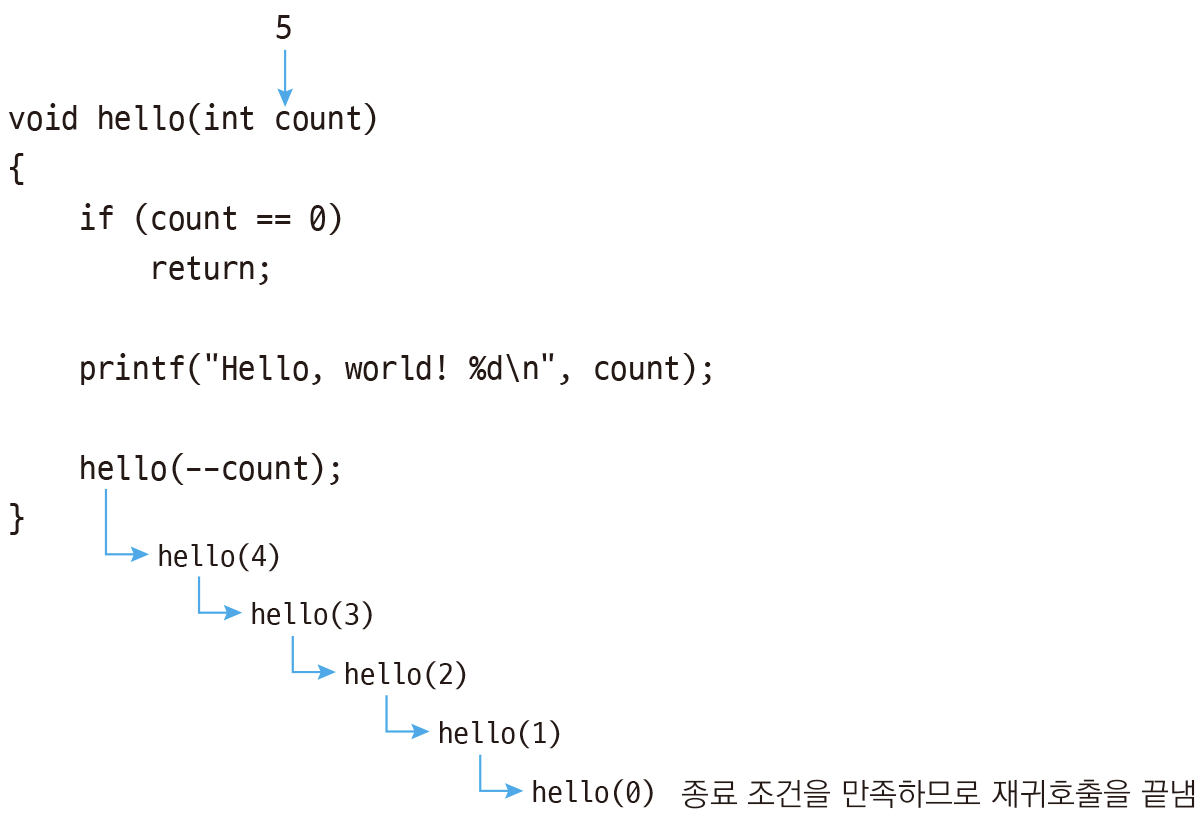 5
void hello(int count)
{
    if (count == 0)
        return;
    printf("Hello, world! %d\n", count);
    hello(--count);
}
hello(4)
hello(3)
hello(2)
hello(1)
hello(0) 종료 조건을 만족하므로 재귀호출을 끝냄